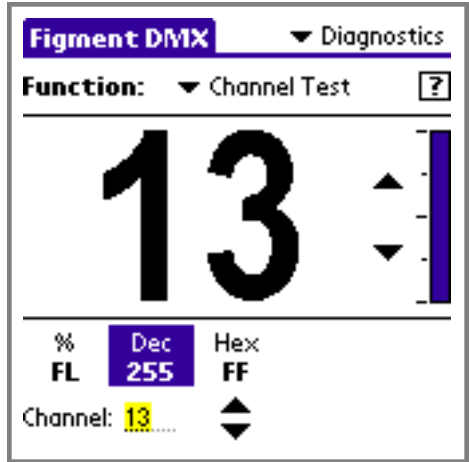 Figment DMX Diagnostics
Function: Channel Test ?
13
% Dec Hex
FL 255 FF
Channel: 13